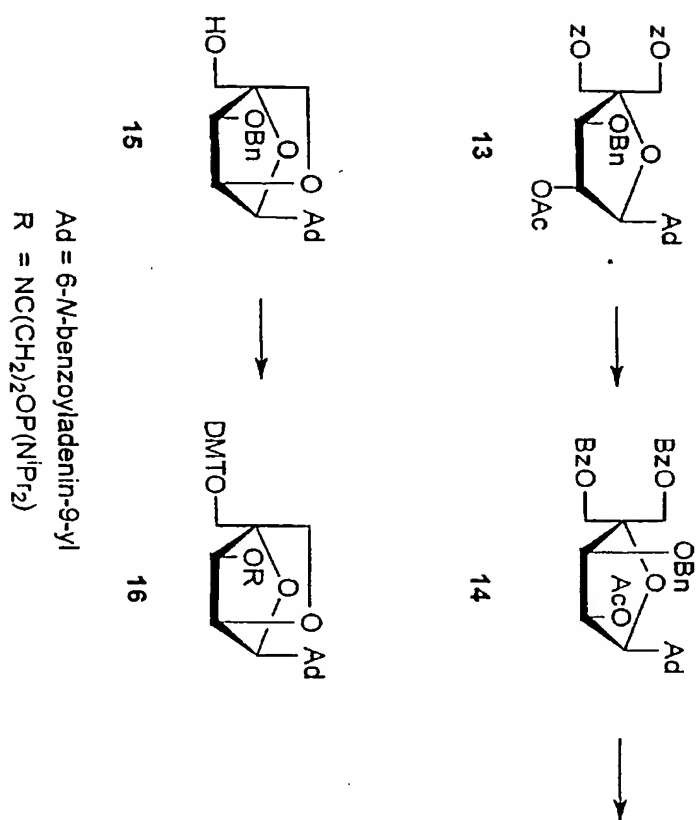 zO
O
Ad
zO
OBn
OAc
13
BzO
OBn
O
Ad
BzO
AcO
14
HO
O
O
Ad
OBn
15
DMTO
O
O
Ad
OR
16
Ad = 6-N-benzoyladenin-9-yl
R = NC(CH₂)₂OP(NⁱPr₂)